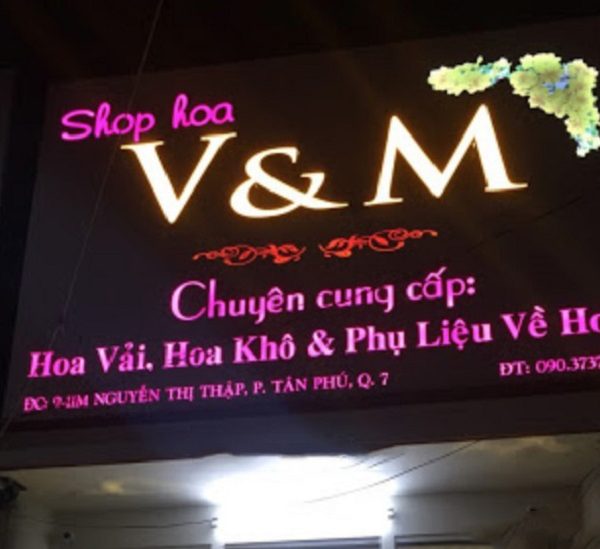 Shop hoa
V & M
Chuyên cung cấp:
Hoa Vải, Hoa Khô & Phụ Liệu Về
NGUYỄN THỊ THẬP, P. TÂN PHÚ, Q. 7
ĐT: 090.3737